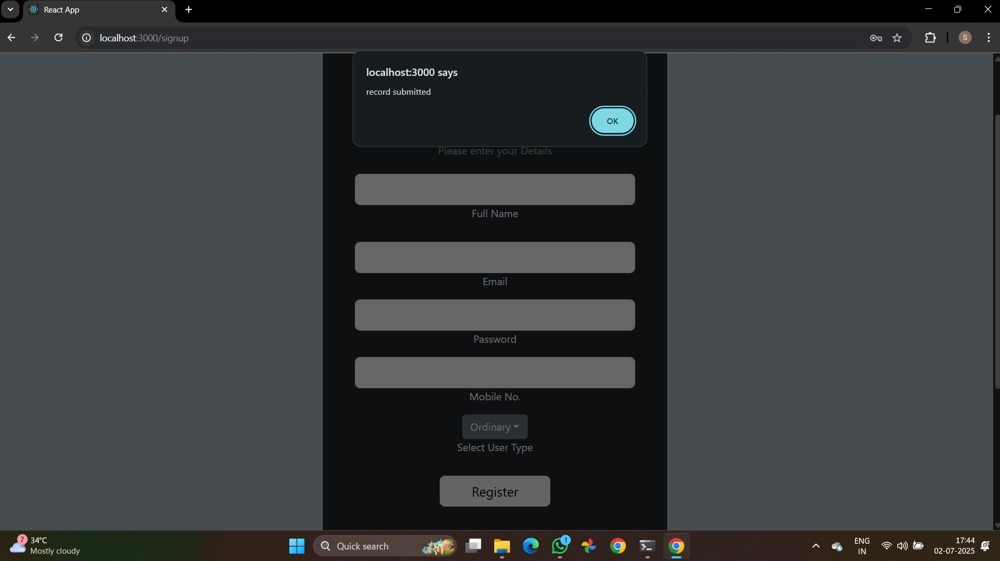 React App
localhost:3000/signup
S
localhost:3000 says
record submitted
OK
Please enter your Details
Full Name
Email
Password
Mobile No.
Ordinary
Select User Type
Register
7
34°C
Mostly cloudy
Quick search
1
ENG
IN
17:44
02-07-2025